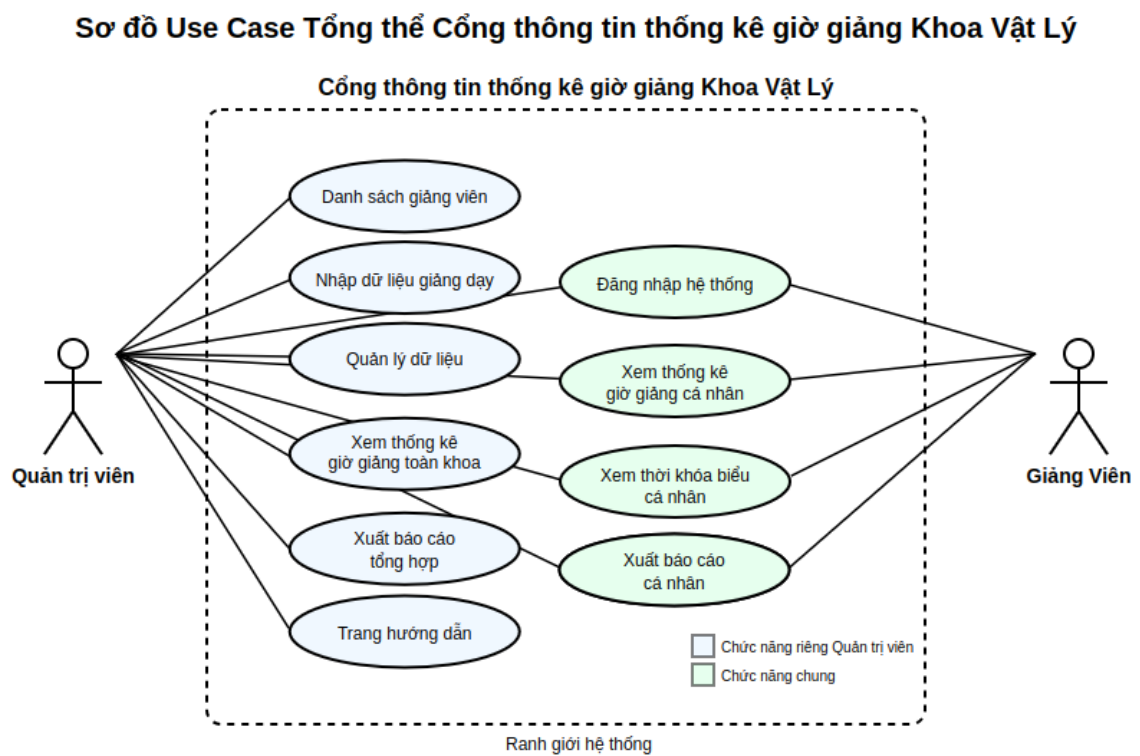 Sơ đồ Use Case Tổng thể Cổng thông tin thống kê giờ giảng Khoa Vật Lý
Cổng thông tin thống kê giờ giảng Khoa Vật Lý
Danh sách giảng viên
Nhập dữ liệu giảng dạy
Quản lý dữ liệu
Xem thống kê
giờ giảng toàn khoa
Xuất báo cáo
tổng hợp
Trang hướng dẫn
Đăng nhập hệ thống
Xem thống kê
giờ giảng cá nhân
Xem thời khóa biểu
cá nhân
Xuất báo cáo
cá nhân
Quản trị viên
Giảng Viên
Chức năng riêng Quản trị viên
Chức năng chung
Ranh giới hệ thống